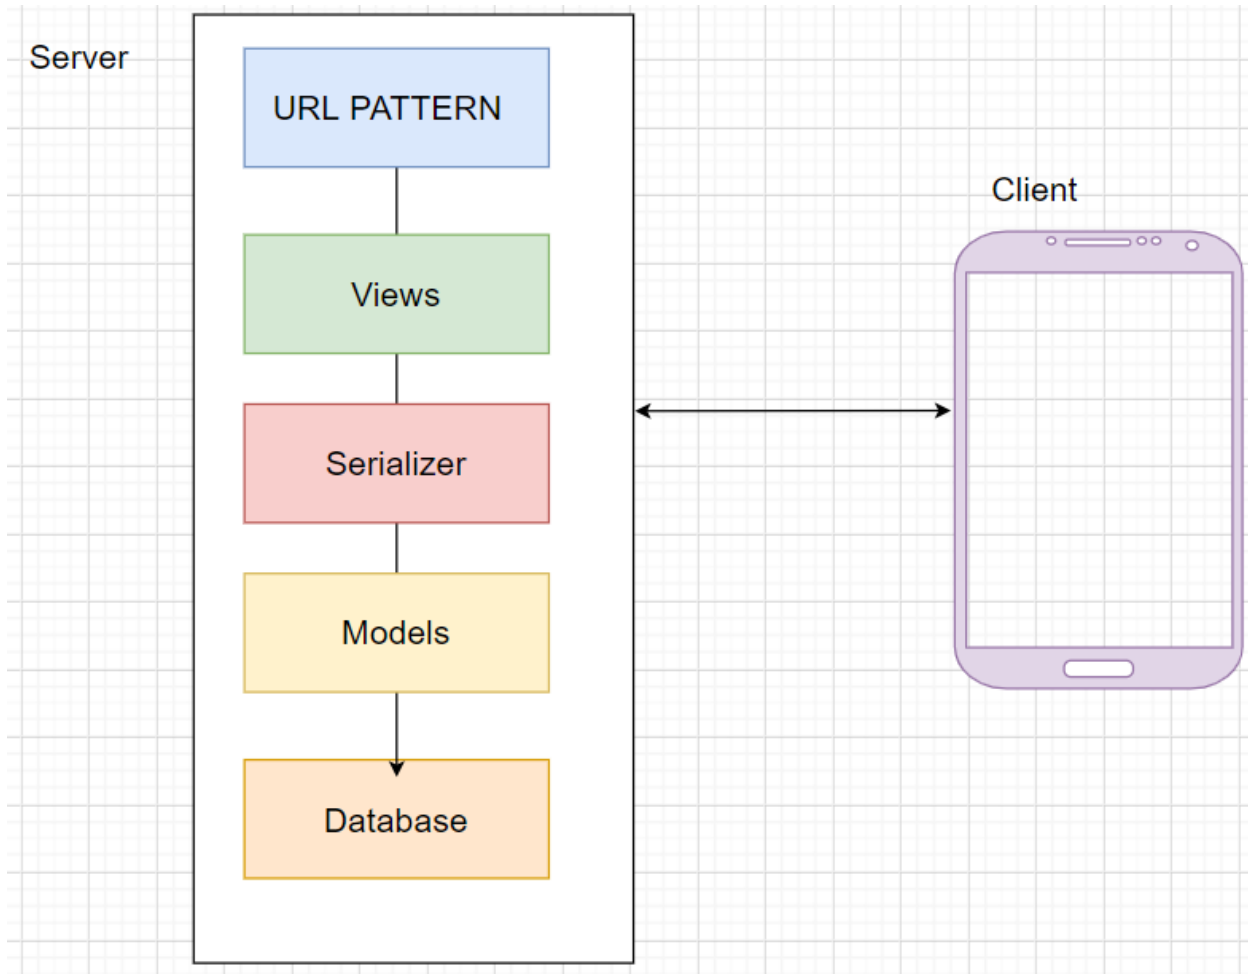 Server
URL PATTERN
Views
Serializer
Models
Database
Client